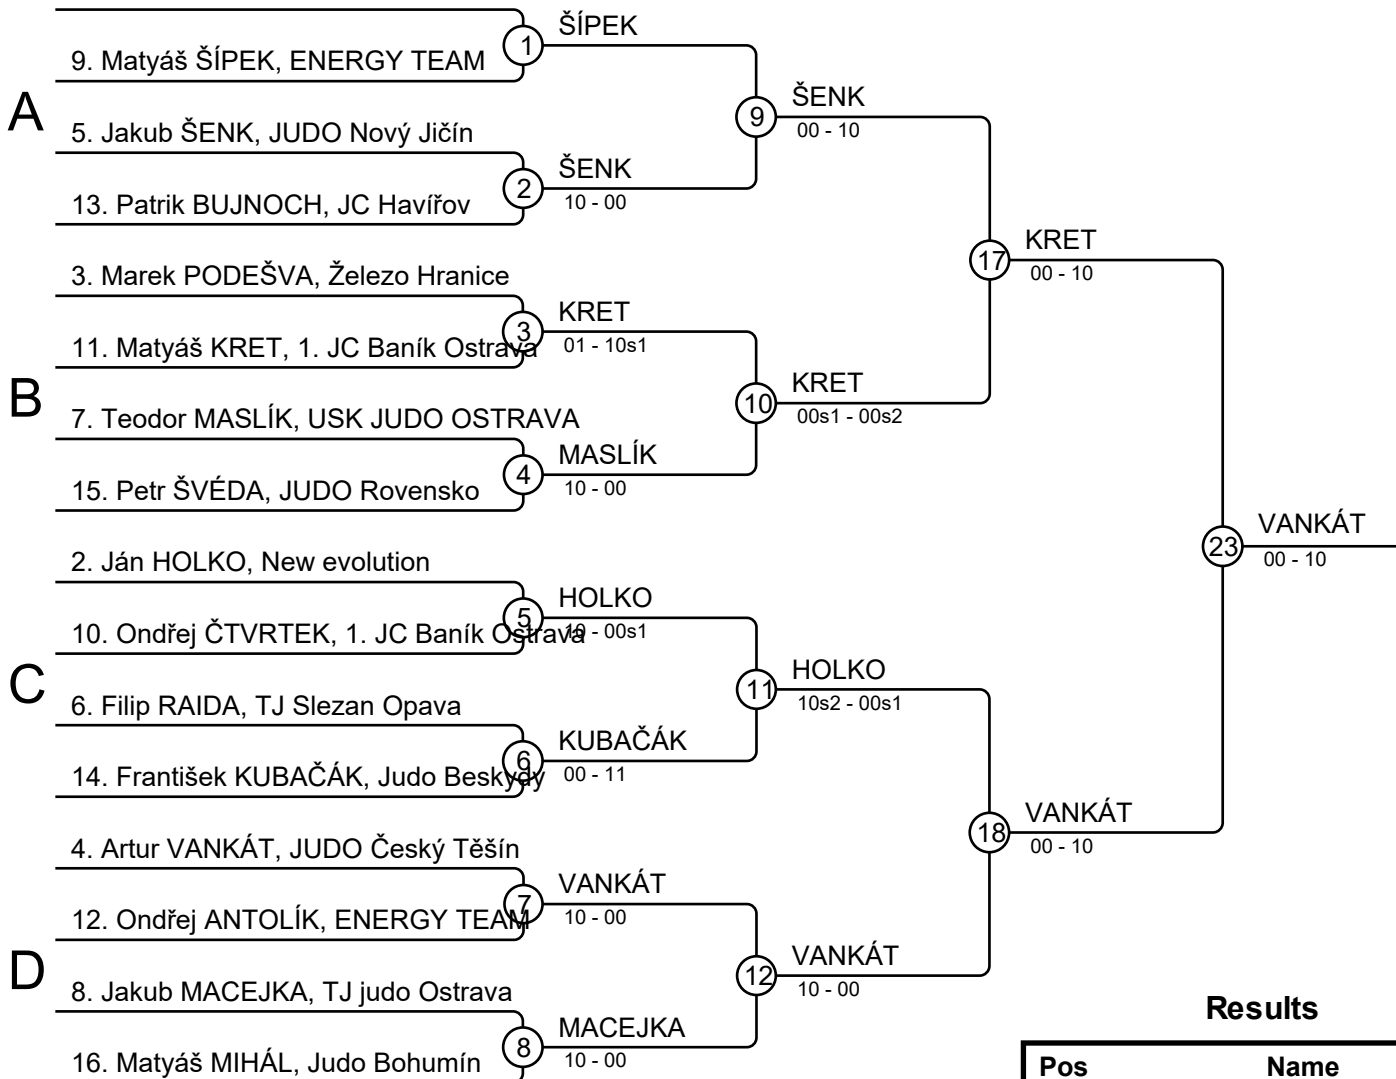 ŠÍPEK
1
9. Matyáš ŠÍPEK, ENERGY TEAM
A
ŠENK
9
00 - 10
5. Jakub ŠENK, JUDO Nový Jičín
ŠENK
2
10 - 00
13. Patrik BUJNOCH, JC Havířov
KRET
17
00 - 10
3. Marek PODEŠVA, Železo Hranice
KRET
3
01 - 10s1
11. Matyáš KRET, 1. JC Baník Ostrava
B
KRET
10
00s1 - 00s2
7. Teodor MASLÍK, USK JUDO OSTRAVA
MASLÍK
4
10 - 00
15. Petr ŠVÉDA, JUDO Rovensko
VANKÁT
23
00 - 10
2. Ján HOLKO, New evolution
HOLKO
5
10 - 00s1
10. Ondřej ČTVRTEK, 1. JC Baník Ostrava
C
HOLKO
11
10s2 - 00s1
6. Filip RAIDA, TJ Slezan Opava
KUBAČÁK
6
00 - 11
14. František KUBAČÁK, Judo Beskydy
VANKÁT
18
00 - 10
4. Artur VANKÁT, JUDO Český Těšín
VANKÁT
7
10 - 00
12. Ondřej ANTOLÍK, ENERGY TEAM
D
VANKÁT
12
10 - 00
8. Jakub MACEJKA, TJ judo Ostrava
MACEJKA
8
10 - 00
16. Matyáš MIHÁL, Judo Bohumín
Results
Pos Name